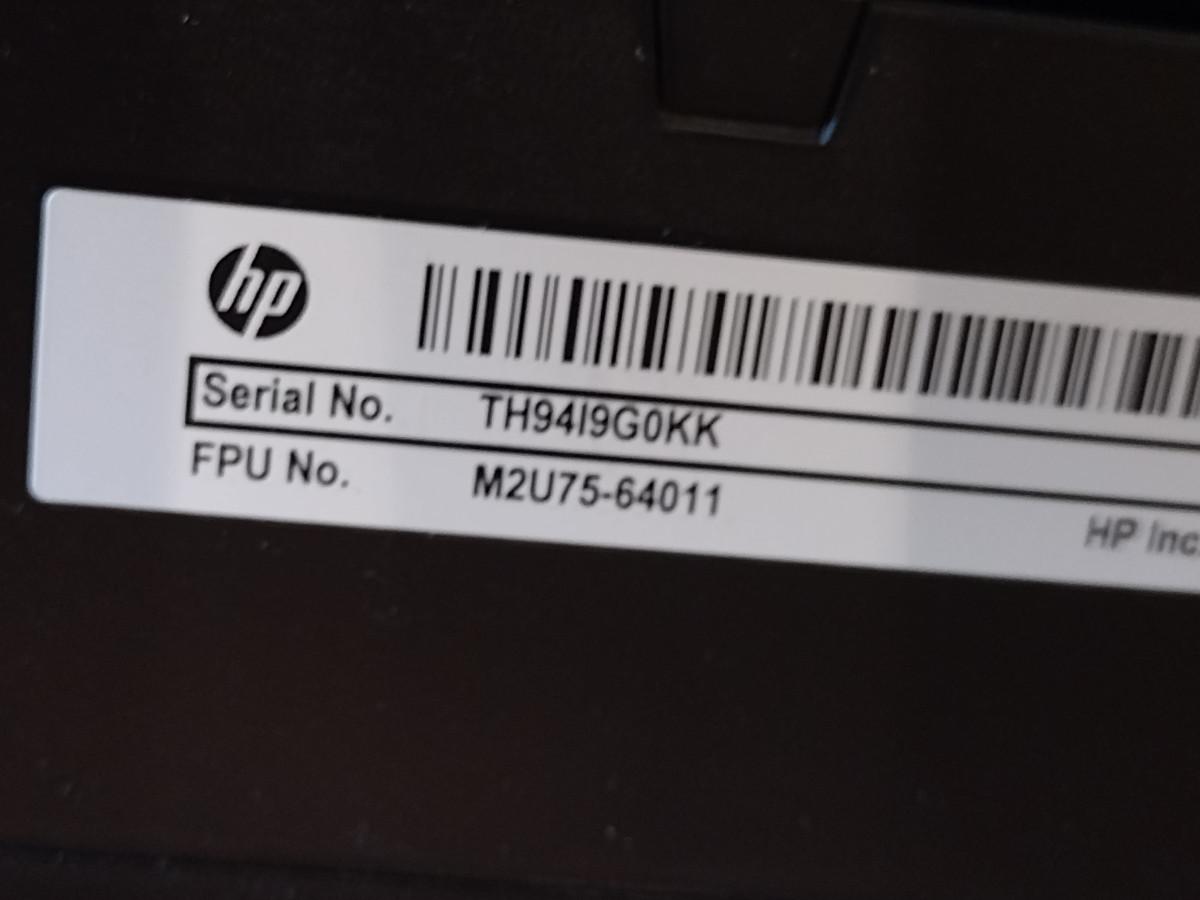 hp
Serial No. TH94I9G0KK
FPU No. M2U75-64011
HP Inc